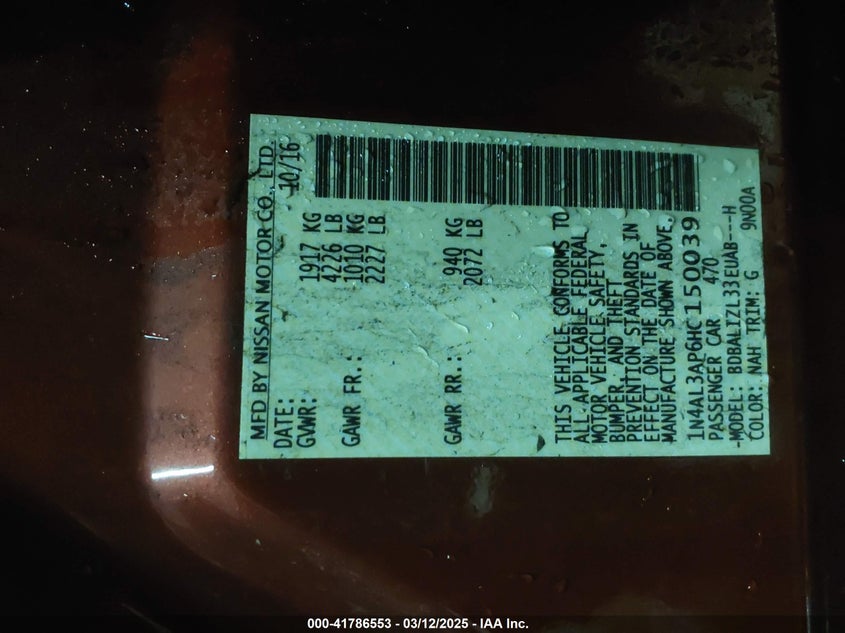 MFD BY NISSAN MOTOR CO., LTD.
DATE: 10/16
GVWR: 1917 KG
4226 LB
GAWR FR.: 1010 KG
2227 LB
GAWR RR.: 940 KG
2072 LB
THIS VEHICLE CONFORMS TO
ALL APPLICABLE FEDERAL
MOTOR VEHICLE SAFETY,
BUMPER, AND THEFT
PREVENTION STANDARDS IN
EFFECT ON THE DATE OF
MANUFACTURE SHOWN ABOVE.
1N4AL3AP6HC150039
PASSENGER CAR 470
MODEL: BDBALIZL33EUAB---H
COLOR: NAH TRIM: G 9N00A
000-41786553 - 03/12/2025 - IAA Inc.